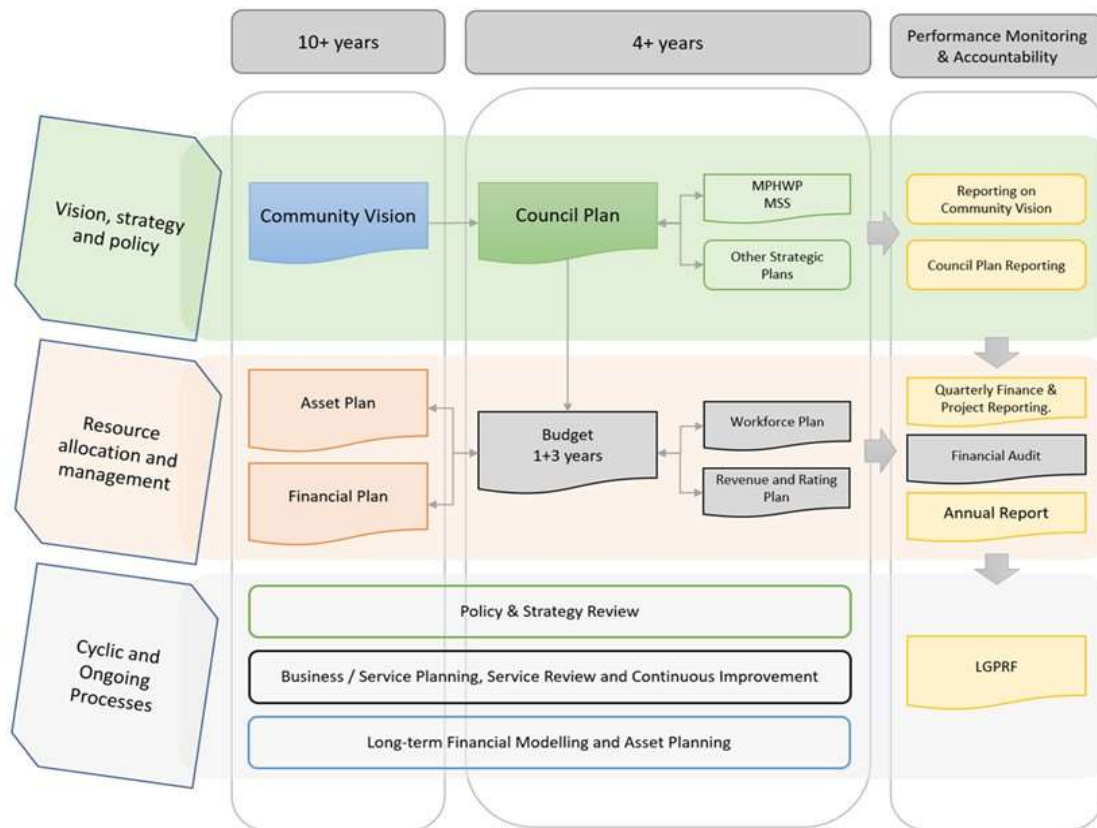 10+ years
4+ years
Performance Monitoring
& Accountability
Vision, strategy
and policy
Community Vision
Council Plan
MPHWP
MSS
Other Strategic
Plans
Reporting on
Community Vision
Council Plan Reporting
Resource
allocation and
management
Asset Plan
Financial Plan
Budget
1+3 years
Workforce Plan
Revenue and Rating
Plan
Quarterly Finance &
Project Reporting.
Financial Audit
Annual Report
Cyclic and
Ongoing
Processes
Policy & Strategy Review
Business / Service Planning, Service Review and Continuous Improvement
Long-term Financial Modelling and Asset Planning
LGPRF